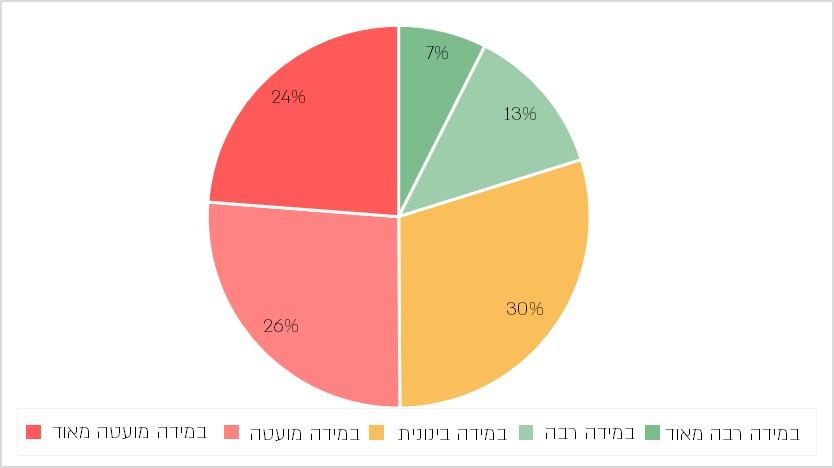 7%
24%
13%
30%
26%
במידה רבה מאוד
במידה רבה
במידה בינונית
במידה מועטה
במידה מועטה מאוד